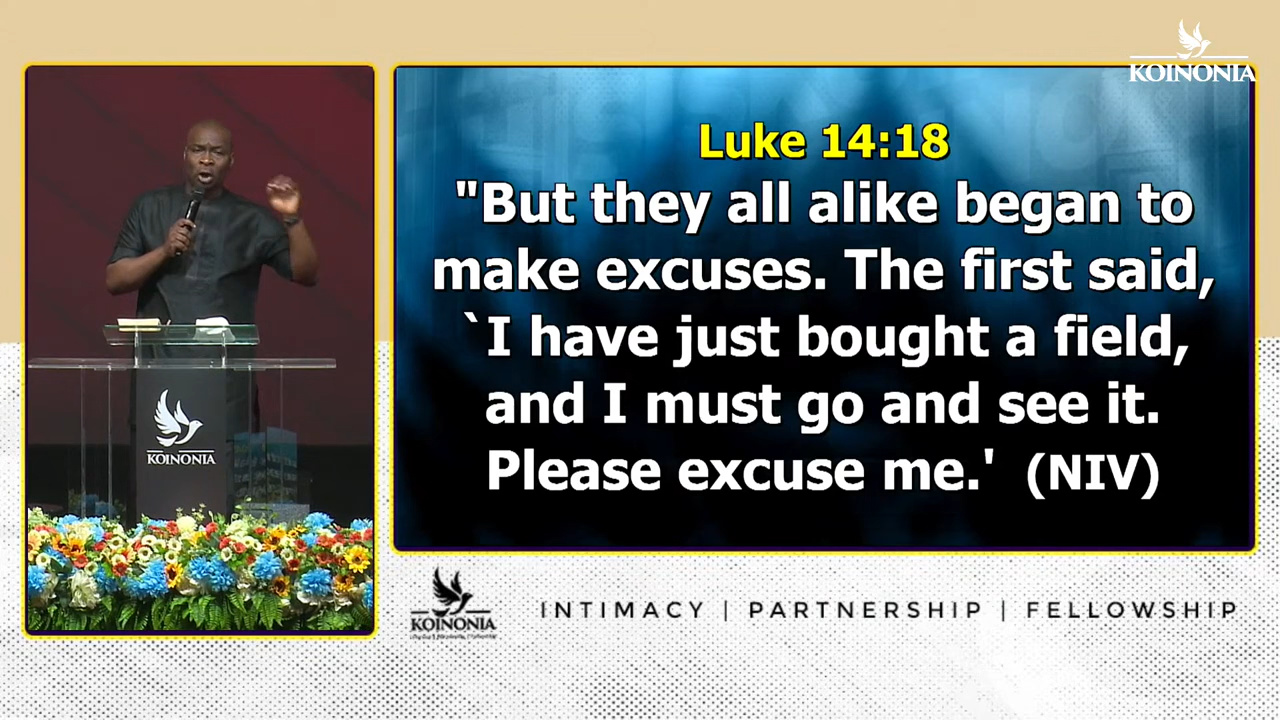 KOINONIA
Luke 14:18
"But they all alike began to
make excuses. The first said,
`I have just bought a field,
and I must go and see it.
Please excuse me.' (NIV)
KOINONIA
KOINONIA
INTIMACY | PARTNERSHIP | FELLOWSHIP